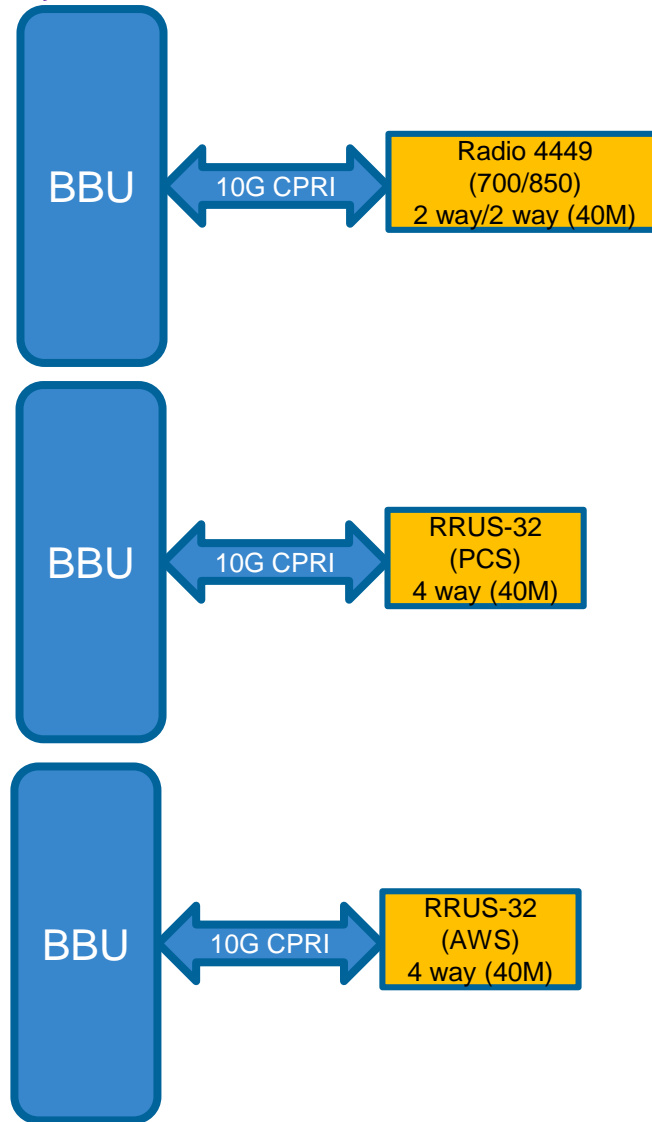 BBU
10G CPRI
Radio 4449
(700/850)
2 way/2 way (40M)
BBU
10G CPRI
RRUS-32
(PCS)
4 way (40M)
BBU
10G CPRI
RRUS-32
(AWS)
4 way (40M)